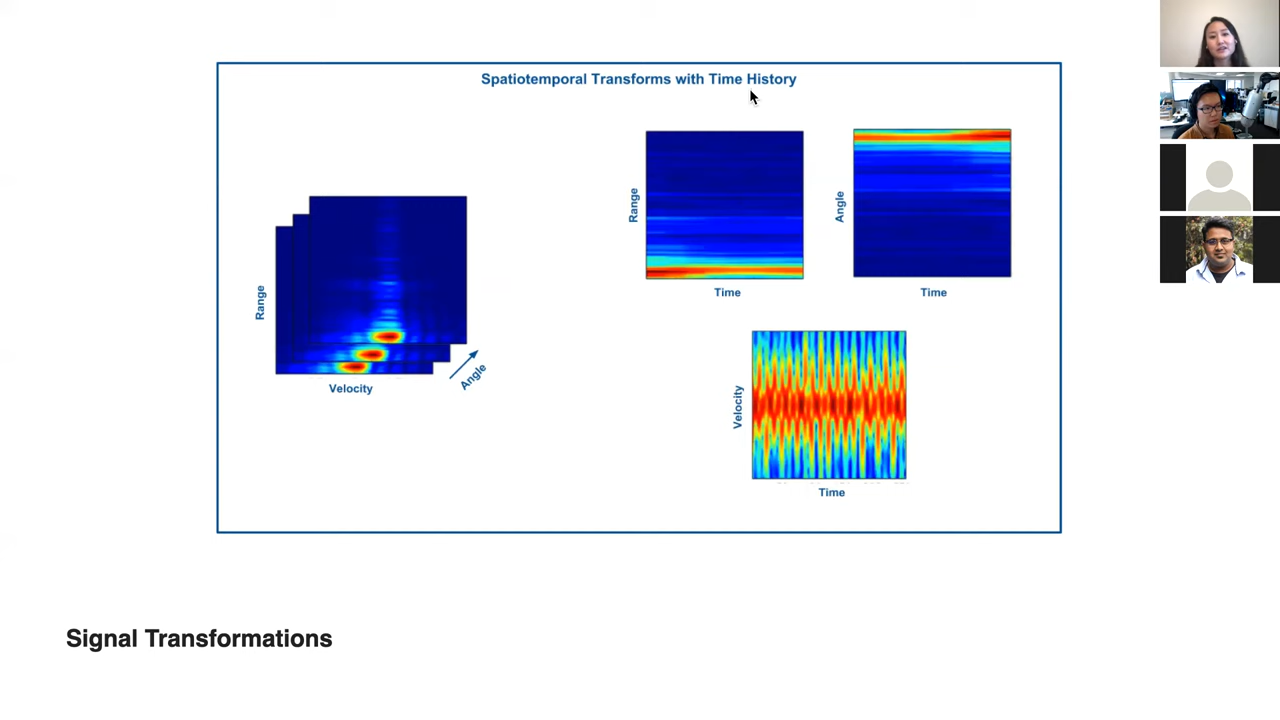 Spatiotemporal Transforms with Time History
Range
Velocity
Angle
Range
Time
Angle
Time
Velocity
Time
Signal Transformations